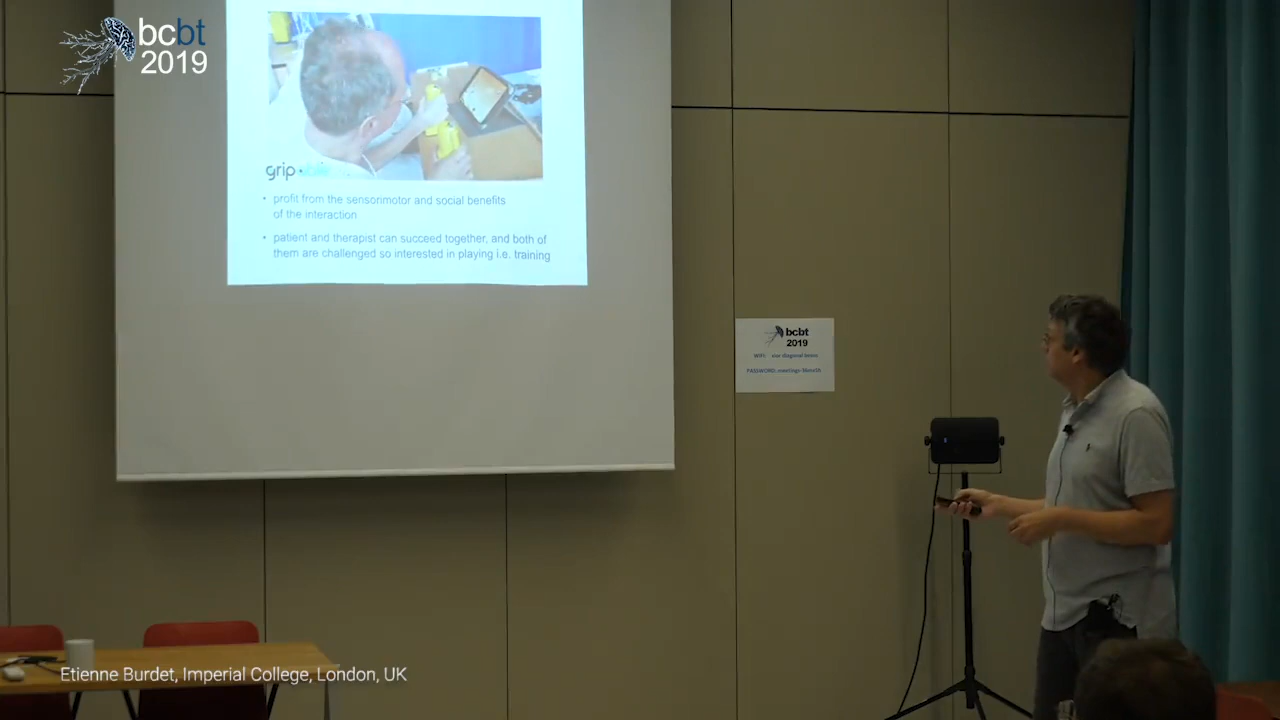 bcbt
2019
grip
• profit from the sensorimotor and social benefits
of the interaction
• patient and therapist can succeed together, and both of
them are challenged so interested in playing i.e. training
bcbt
2019
WIFI:
PASSWORD:
Etienne Burdet, Imperial College, London, UK